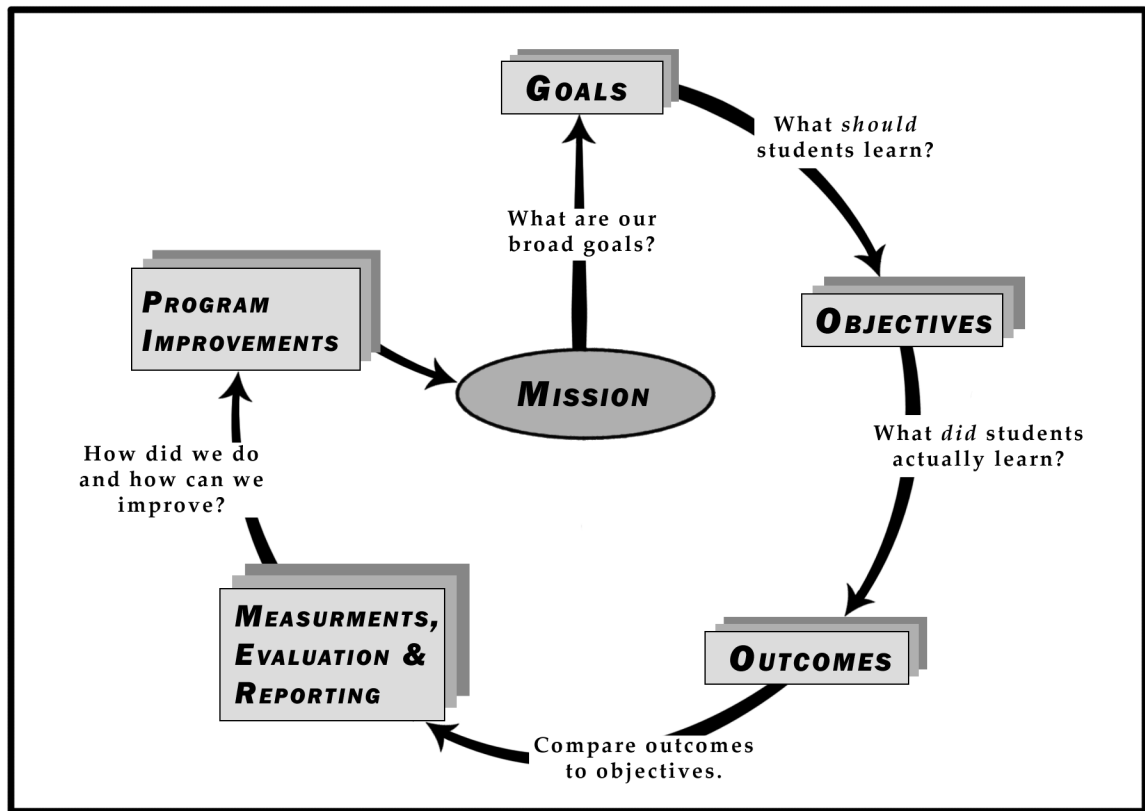 GOALS
What should
students learn?
What are our
broad goals?
PROGRAM
IMPROVEMENTS
OBJECTIVES
MISSION
What did students
actually learn?
How did we do
and how can we
improve?
MEASURMENTS,
EVALUATION &
REPORTING
OUTCOMES
Compare outcomes
to objectives.